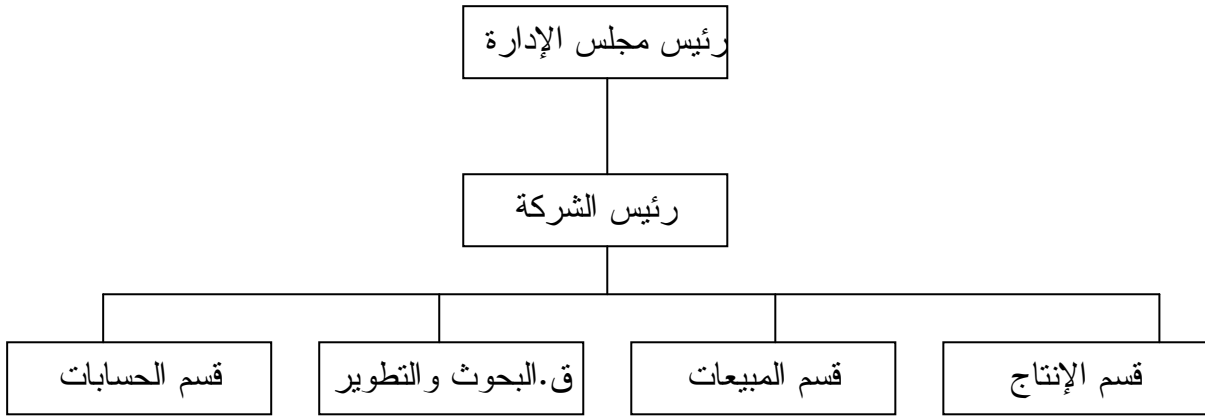 رئيس مجلس الإدارة
رئيس الشركة
قسم الإنتاج
قسم المبيعات
ق.البحوث والتطوير
قسم الحسابات